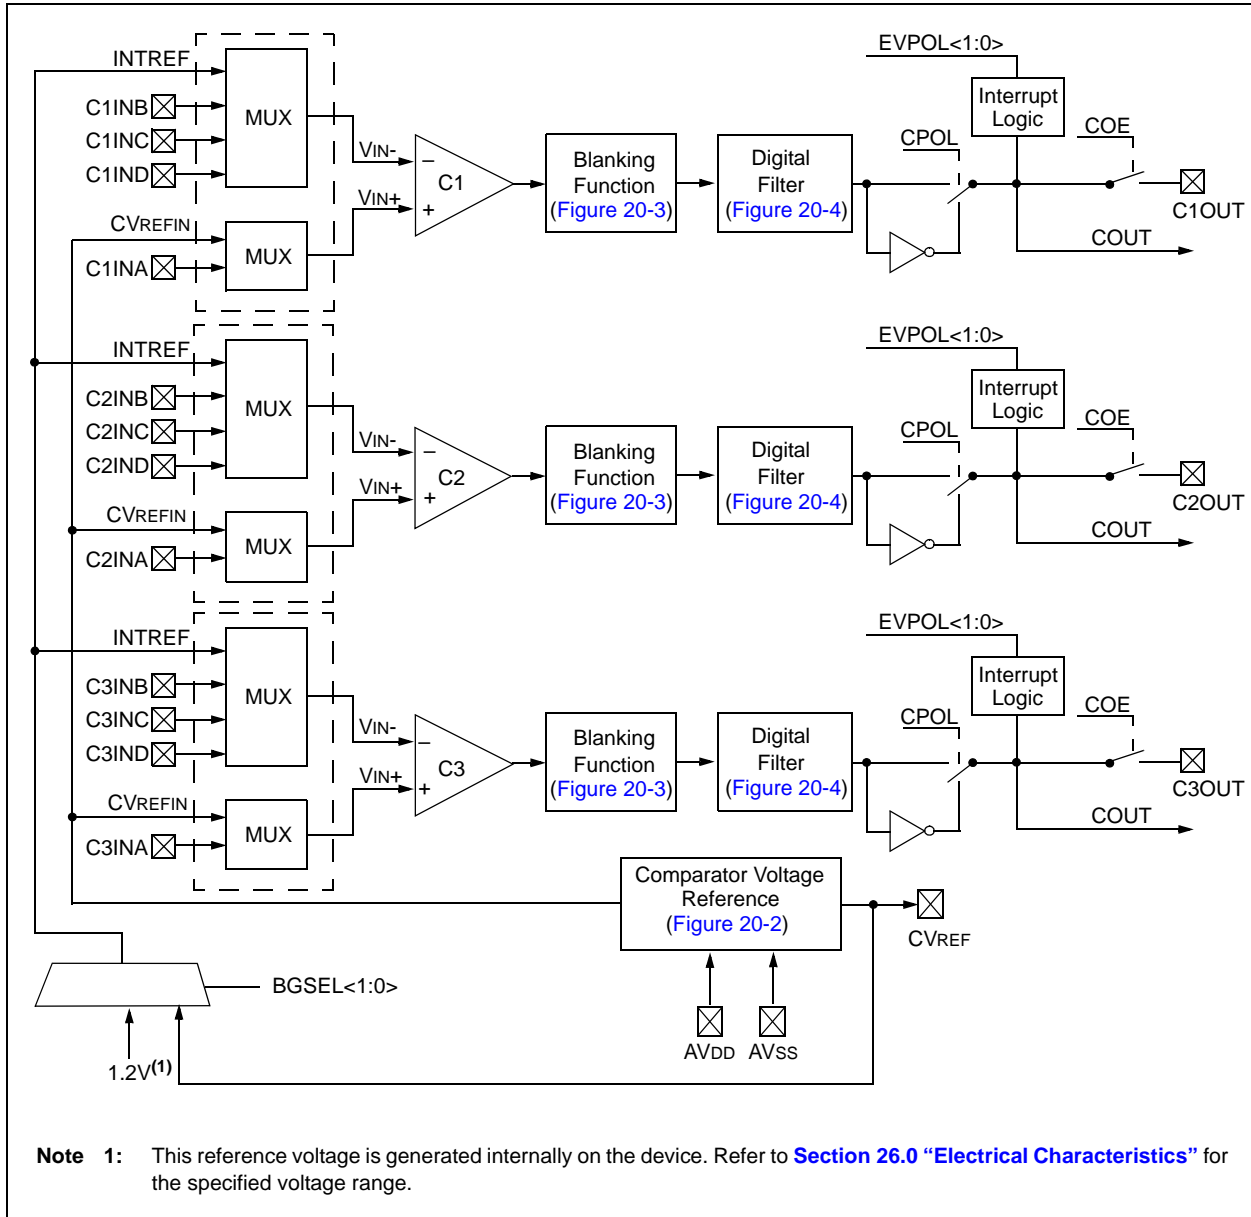 INTREF
C1INB
C1INC
C1IND
MUX
CVREFIN
C1INA
MUX
VIN-
VIN+
–
C1
+
Blanking
Function
(Figure 20-3)
Digital
Filter
(Figure 20-4)
EVPOL<1:0>
Interrupt
Logic
CPOL
COE
C1OUT
COUT
INTREF
C2INB
C2INC
C2IND
MUX
CVREFIN
C2INA
MUX
VIN-
VIN+
–
C2
+
Blanking
Function
(Figure 20-3)
Digital
Filter
(Figure 20-4)
EVPOL<1:0>
Interrupt
Logic
CPOL
COE
C2OUT
COUT
INTREF
C3INB
C3INC
C3IND
MUX
CVREFIN
C3INA
MUX
VIN-
VIN+
–
C3
+
Blanking
Function
(Figure 20-3)
Digital
Filter
(Figure 20-4)
EVPOL<1:0>
Interrupt
Logic
CPOL
COE
C3OUT
COUT
Comparator Voltage
Reference
(Figure 20-2)
CVREF
AVDD
AVSS
BGSEL<1:0>
1.2V(1)
Note 1: This reference voltage is generated internally on the device. Refer to Section 26.0 “Electrical Characteristics” for
the specified voltage range.